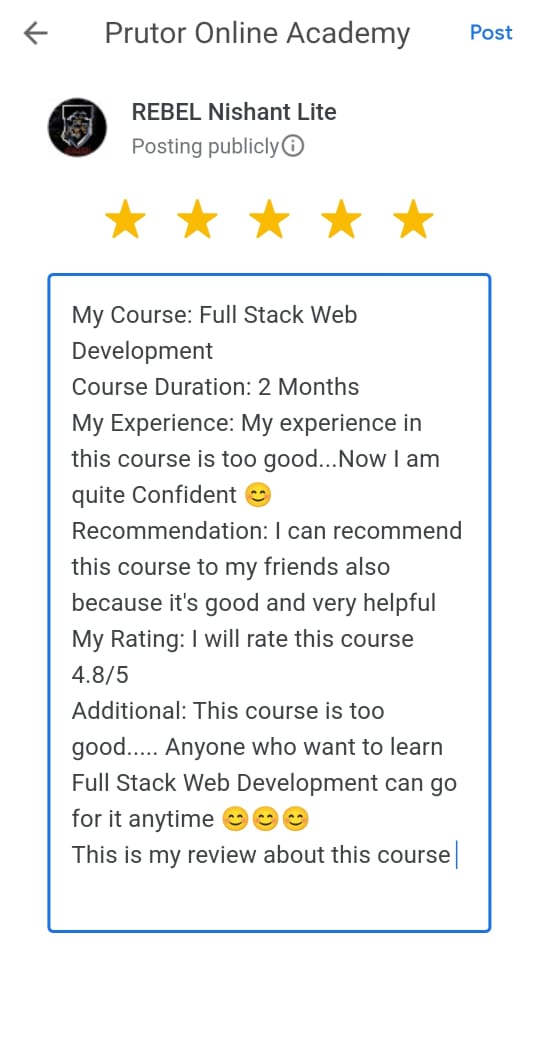 Prutor Online Academy
Post
REBEL Nishant Lite
Posting publicly
My Course: Full Stack Web
Development
Course Duration: 2 Months
My Experience: My experience in
this course is too good...Now I am
quite Confident 😊
Recommendation: I can recommend
this course to my friends also
because it's good and very helpful
My Rating: I will rate this course
4.8/5
Additional: This course is too
good..... Anyone who want to learn
Full Stack Web Development can go
for it anytime 😊😊😊
This is my review about this course